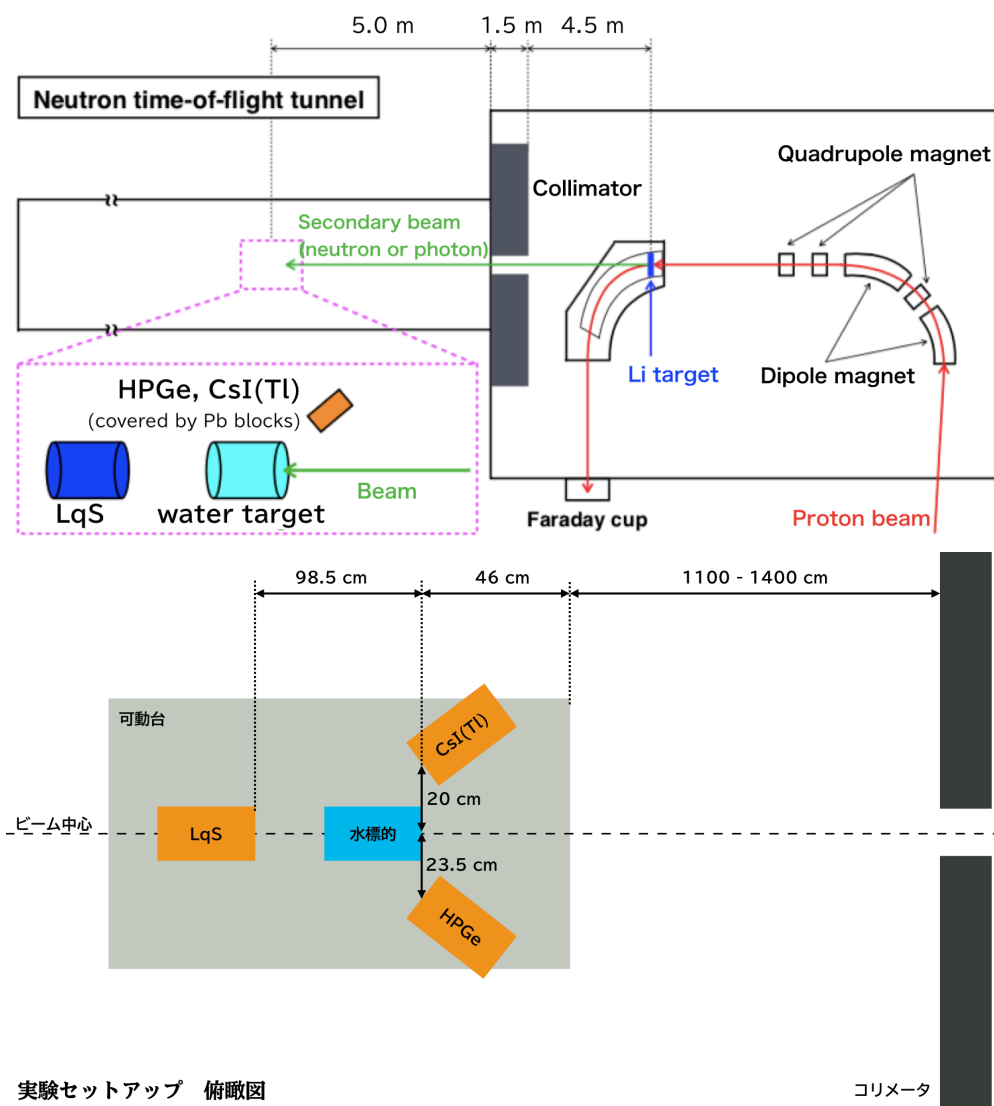 5.0 m
1.5 m
4.5 m
Neutron time-of-flight tunnel
Quadrupole magnet
Collimator
Secondary beam
(neutron or photon)
Li target
Dipole magnet
HPGe, CsI(Tl)
(covered by Pb blocks)
Beam
LqS
water target
Faraday cup
Proton beam
98.5 cm
46 cm
1100 - 1400 cm
可動台
CsI(Tl)
20 cm
ビーム中心
LqS
水標的
23.5 cm
HPGe
実験セットアップ 俯瞰図
コリメータ